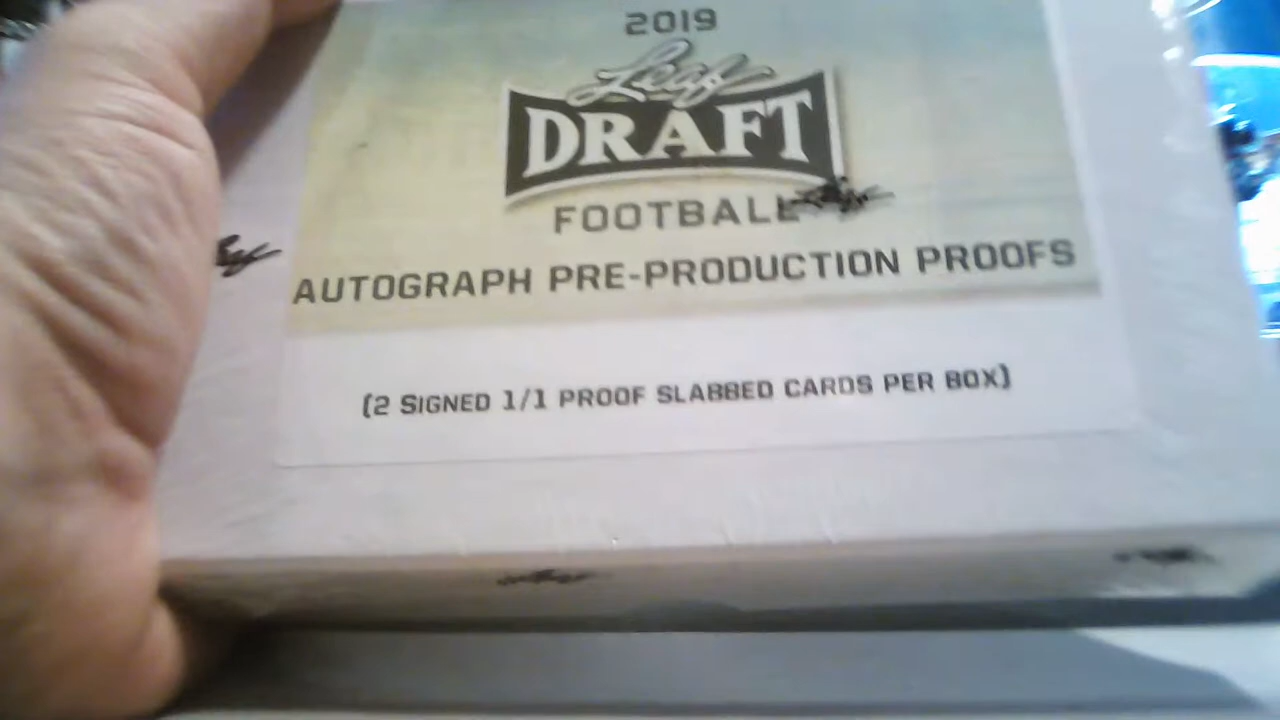 2019
Leaf
DRAFT
FOOTBALL
AUTOGRAPH PRE-PRODUCTION PROOFS
(2 SIGNED 1/1 PROOF SLABBED CARDS PER BOX)